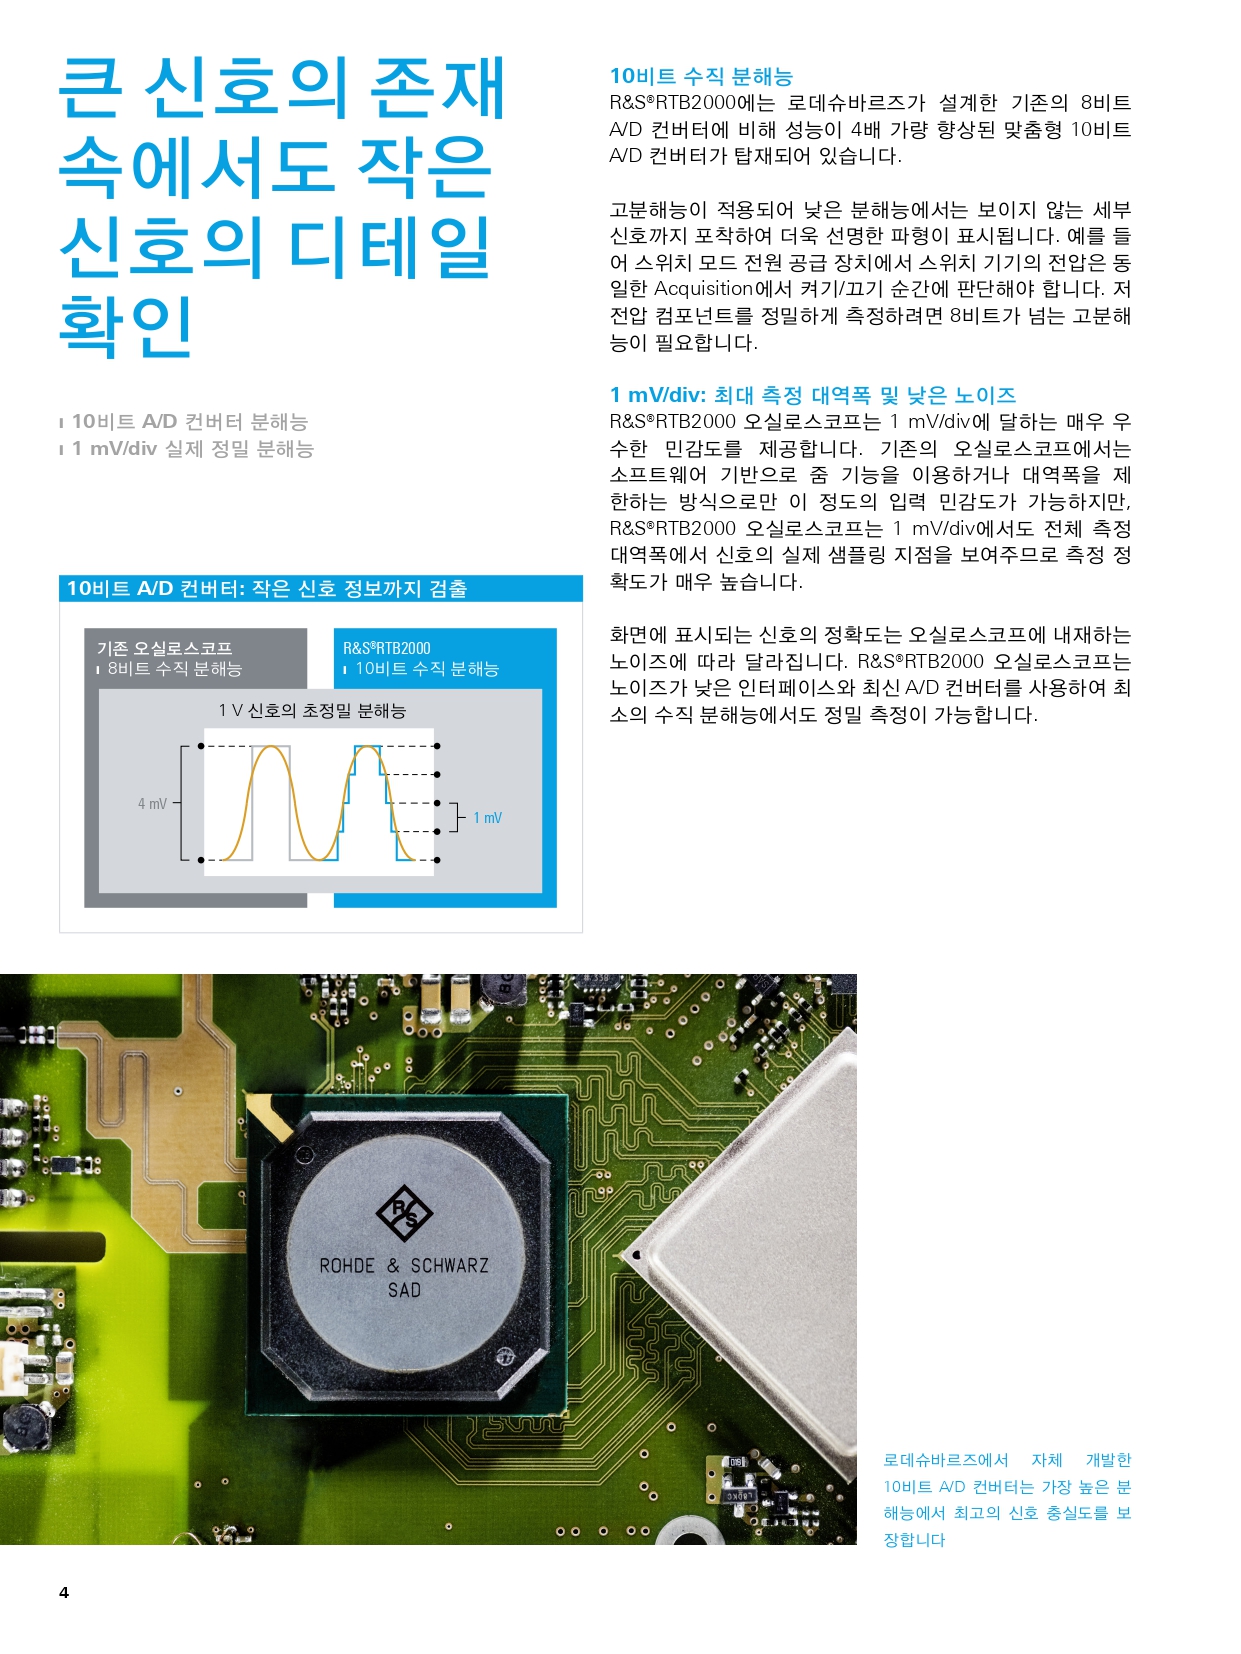 큰 신호의 존재
속에서도 작은
신호의 디테일
확인
ı 10비트 A/D 컨버터 분해능
ı 1 mV/div 실제 정밀 분해능
10비트 A/D 컨버터: 작은 신호 정보까지 검출
기존 오실로스코프
ı 8비트 수직 분해능
R&S®RTB2000
ı 10비트 수직 분해능
1 V 신호의 초정밀 분해능
4 mV
1 mV
10비트 수직 분해능
R&S®RTB2000에는 로데슈바르즈가 설계한 기존의 8비트
A/D 컨버터에 비해 성능이 4배 가량 향상된 맞춤형 10비트
A/D 컨버터가 탑재되어 있습니다.
고분해능이 적용되어 낮은 분해능에서는 보이지 않는 세부
신호까지 포착하여 더욱 선명한 파형이 표시됩니다. 예를 들
어 스위치 모드 전원 공급 장치에서 스위치 기기의 전압은 동
일한 Acquisition에서 켜기/끄기 순간에 판단해야 합니다. 저
전압 컴포넌트를 정밀하게 측정하려면 8비트가 넘는 고분해
능이 필요합니다.
1 mV/div: 최대 측정 대역폭 및 낮은 노이즈
R&S®RTB2000 오실로스코프는 1 mV/div에 달하는 매우 우
수한 민감도를 제공합니다. 기존의 오실로스코프에서는
소프트웨어 기반으로 줌 기능을 이용하거나 대역폭을 제
한하는 방식으로만 이 정도의 입력 민감도가 가능하지만,
R&S®RTB2000 오실로스코프는 1 mV/div에서도 전체 측정
대역폭에서 신호의 실제 샘플링 지점을 보여주므로 측정 정
확도가 매우 높습니다.
화면에 표시되는 신호의 정확도는 오실로스코프에 내재하는
노이즈에 따라 달라집니다. R&S®RTB2000 오실로스코프는
노이즈가 낮은 인터페이스와 최신 A/D 컨버터를 사용하여 최
소의 수직 분해능에서도 정밀 측정이 가능합니다.
R&S
ROHDE & SCHWARZ
SAD
로데슈바르즈에서 자체 개발한
10비트 A/D 컨버터는 가장 높은 분
해능에서 최고의 신호 충실도를 보
장합니다
4